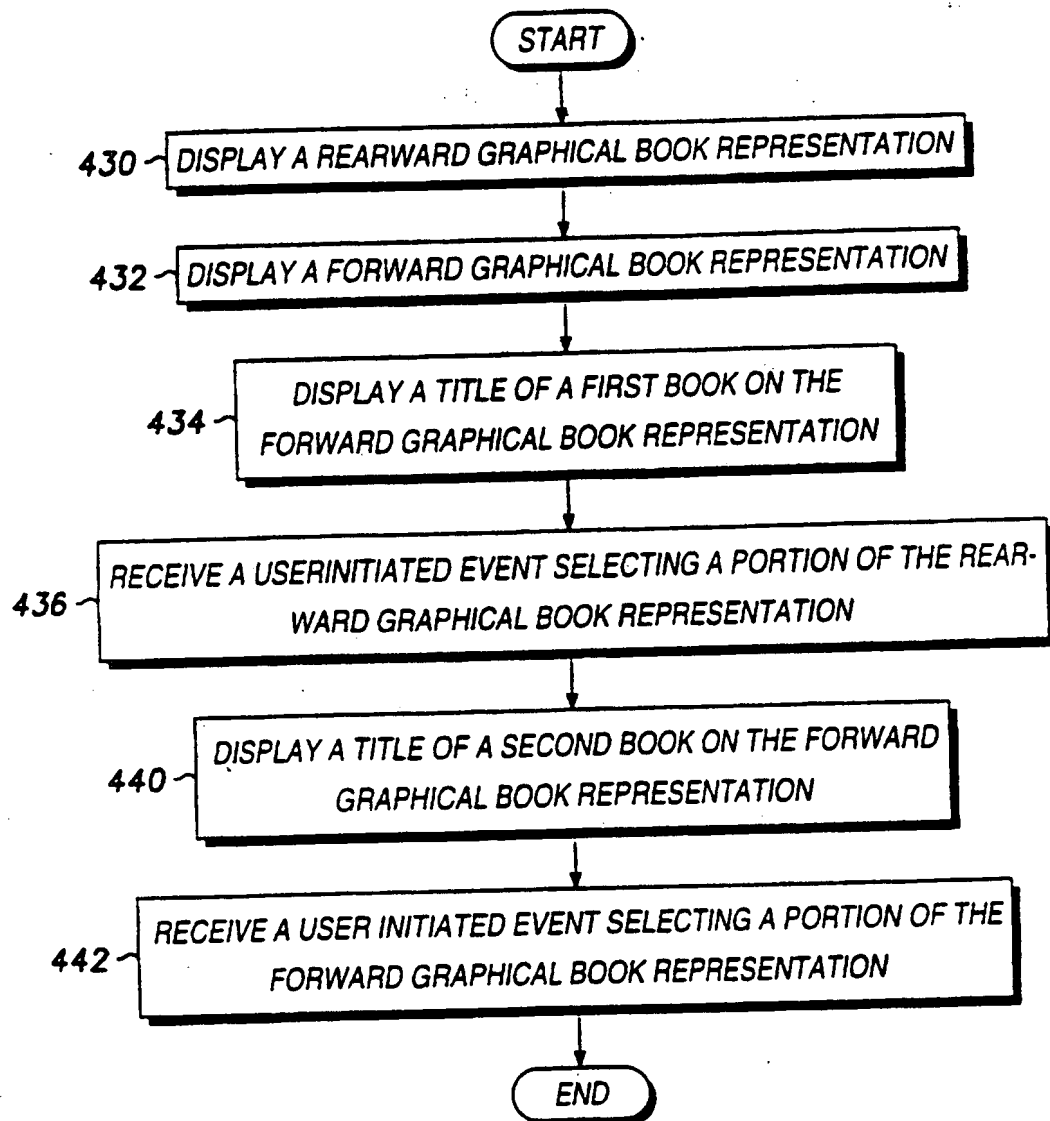 START
430 DISPLAY A REARWARD GRAPHICAL BOOK REPRESENTATION
432 DISPLAY A FORWARD GRAPHICAL BOOK REPRESENTATION
DISPLAY A TITLE OF A FIRST BOOK ON THE
434
FORWARD GRAPHICAL BOOK REPRESENTATION
RECEIVE A USERINITIATED EVENT SELECTING A PORTION OF THE REAR-
436
WARD GRAPHICAL BOOK REPRESENTATION
DISPLAY A TITLE OF A SECOND BOOK ON THE FORWARD
440
GRAPHICAL BOOK REPRESENTATION
RECEIVE A USER INITIATED EVENT SELECTING A PORTION OF THE
442
FORWARD GRAPHICAL BOOK REPRESENTATION
END